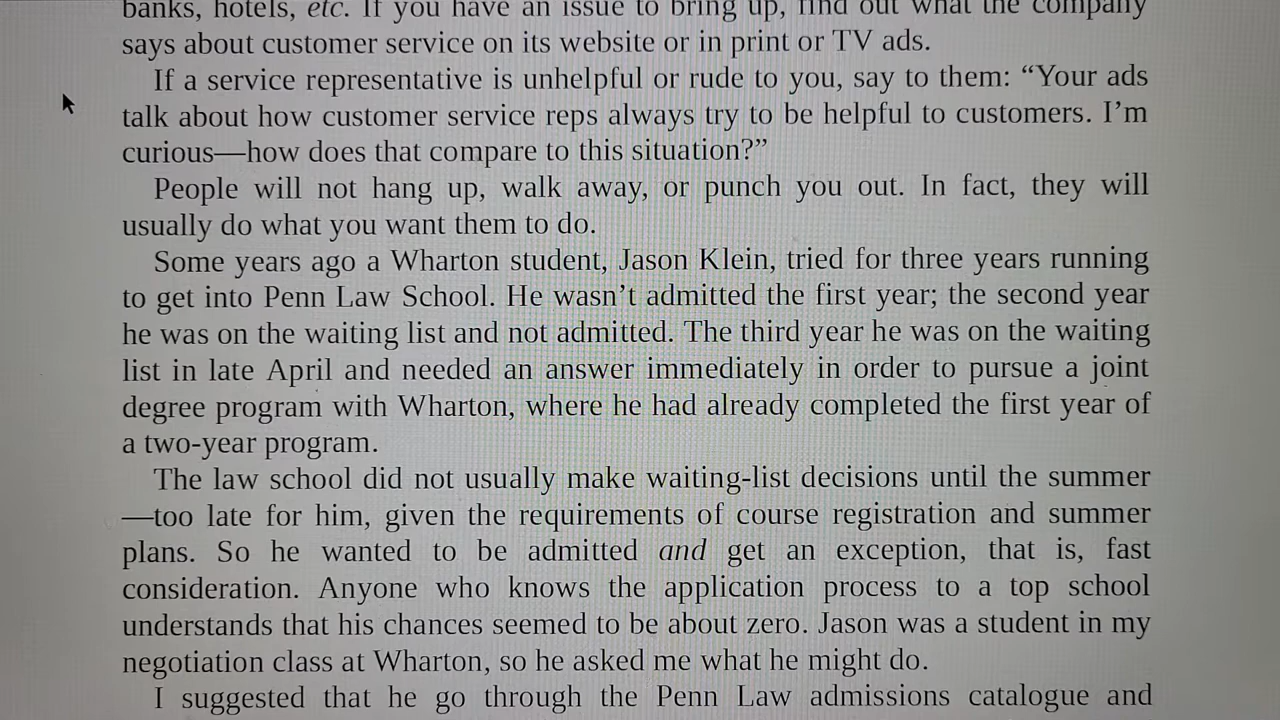 banks, hotels, etc. If you have an issue to bring up, find out what the company
says about customer service on its website or in print or TV ads.
If a service representative is unhelpful or rude to you, say to them: “Your ads
talk about how customer service reps always try to be helpful to customers. I’m
curious—how does that compare to this situation?”
People will not hang up, walk away, or punch you out. In fact, they will
usually do what you want them to do.
Some years ago a Wharton student, Jason Klein, tried for three years running
to get into Penn Law School. He wasn’t admitted the first year; the second year
he was on the waiting list and not admitted. The third year he was on the waiting
list in late April and needed an answer immediately in order to pursue a joint
degree program with Wharton, where he had already completed the first year of
a two-year program.
The law school did not usually make waiting-list decisions until the summer
—too late for him, given the requirements of course registration and summer
plans. So he wanted to be admitted and get an exception, that is, fast
consideration. Anyone who knows the application process to a top school
understands that his chances seemed to be about zero. Jason was a student in my
negotiation class at Wharton, so he asked me what he might do.
I suggested that he go through the Penn Law admissions catalogue and